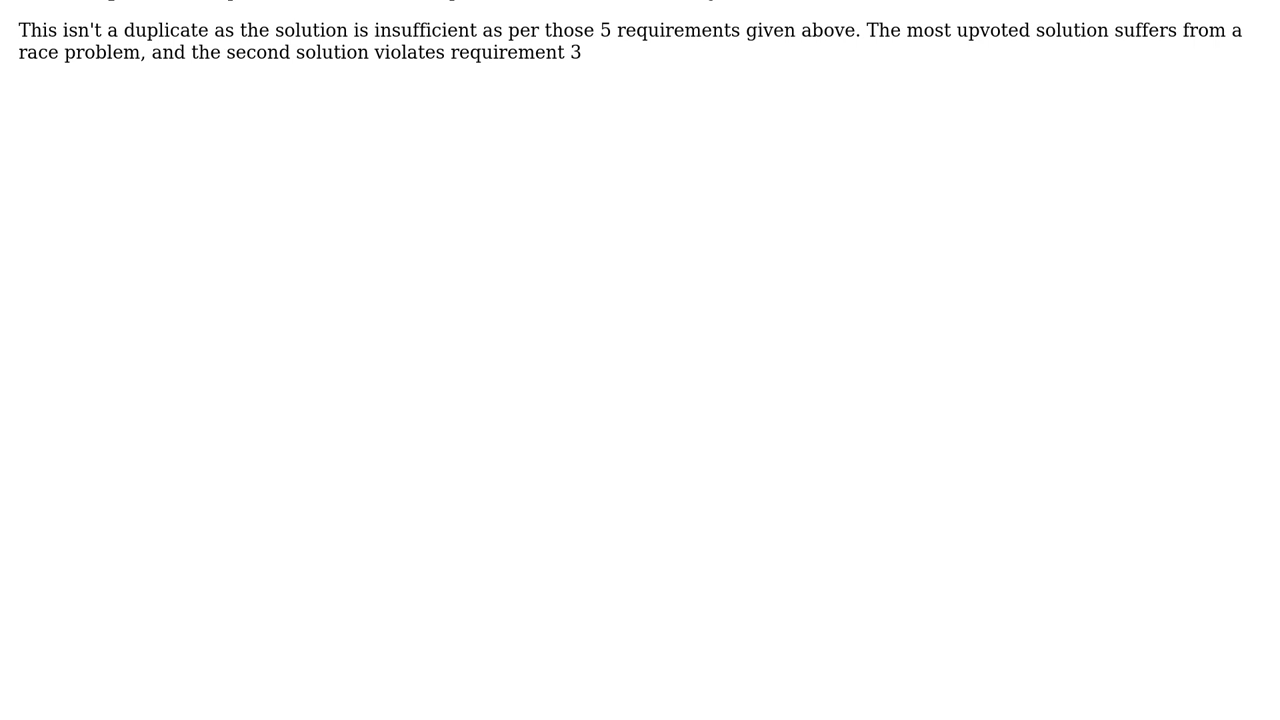 This isn't a duplicate as the solution is insufficient as per those 5 requirements given above. The most upvoted solution suffers from a
race problem, and the second solution violates requirement 3